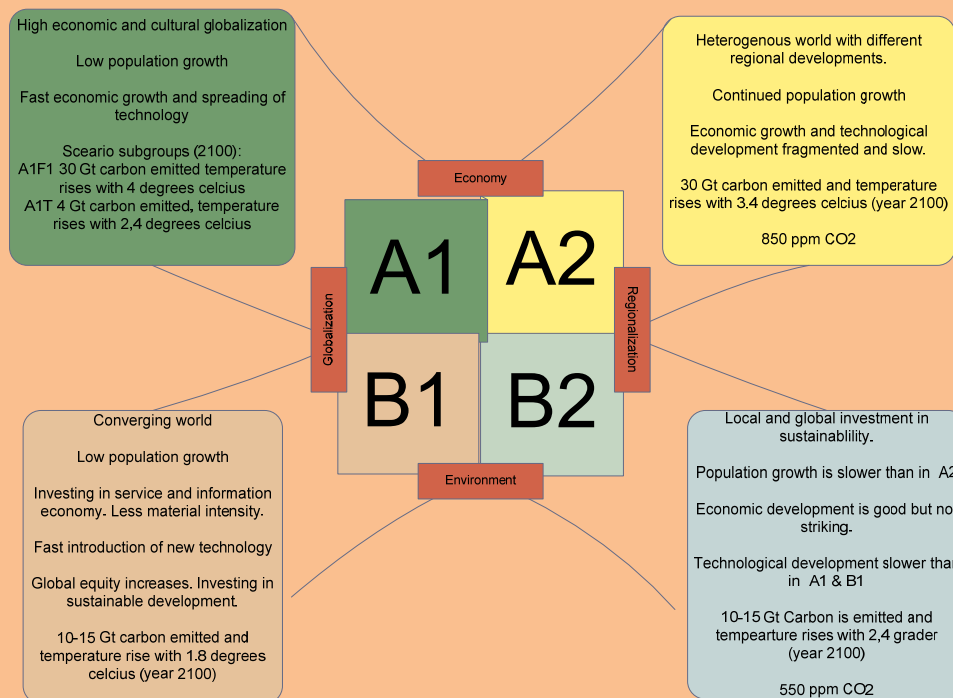 High economic and cultural globalization
Low population growth
Fast economic growth and spreading of
technology
Sceario subgroups (2100):
A1F1 30 Gt carbon emitted temperature
rises with 4 degrees celcius
A1T 4 Gt carbon emitted, temperature
rises with 2,4 degrees celcius
Heterogenous world with different
regional developments.
Continued population growth
Economic growth and technological
development fragmented and slow.
30 Gt carbon emitted and temperature
rises with 3.4 degrees celcius (year 2100)
850 ppm CO2
Economy
Globalization
A1
A2
Regionalization
B1
B2
Environment
Converging world
Low population growth
Investing in service and information
economy. Less material intensity.
Fast introduction of new technology
Global equity increases. Investing in
sustainable development.
10-15 Gt carbon emitted and
temperature rise with 1.8 degrees
celcius (year 2100)
Local and global investment in
sustainablility.
Population growth is slower than in A2
Economic development is good but no
striking.
Technological development slower than
in A1 & B1
10-15 Gt Carbon is emitted and
tempearture rises with 2,4 grader
(year 2100)
550 ppm CO2